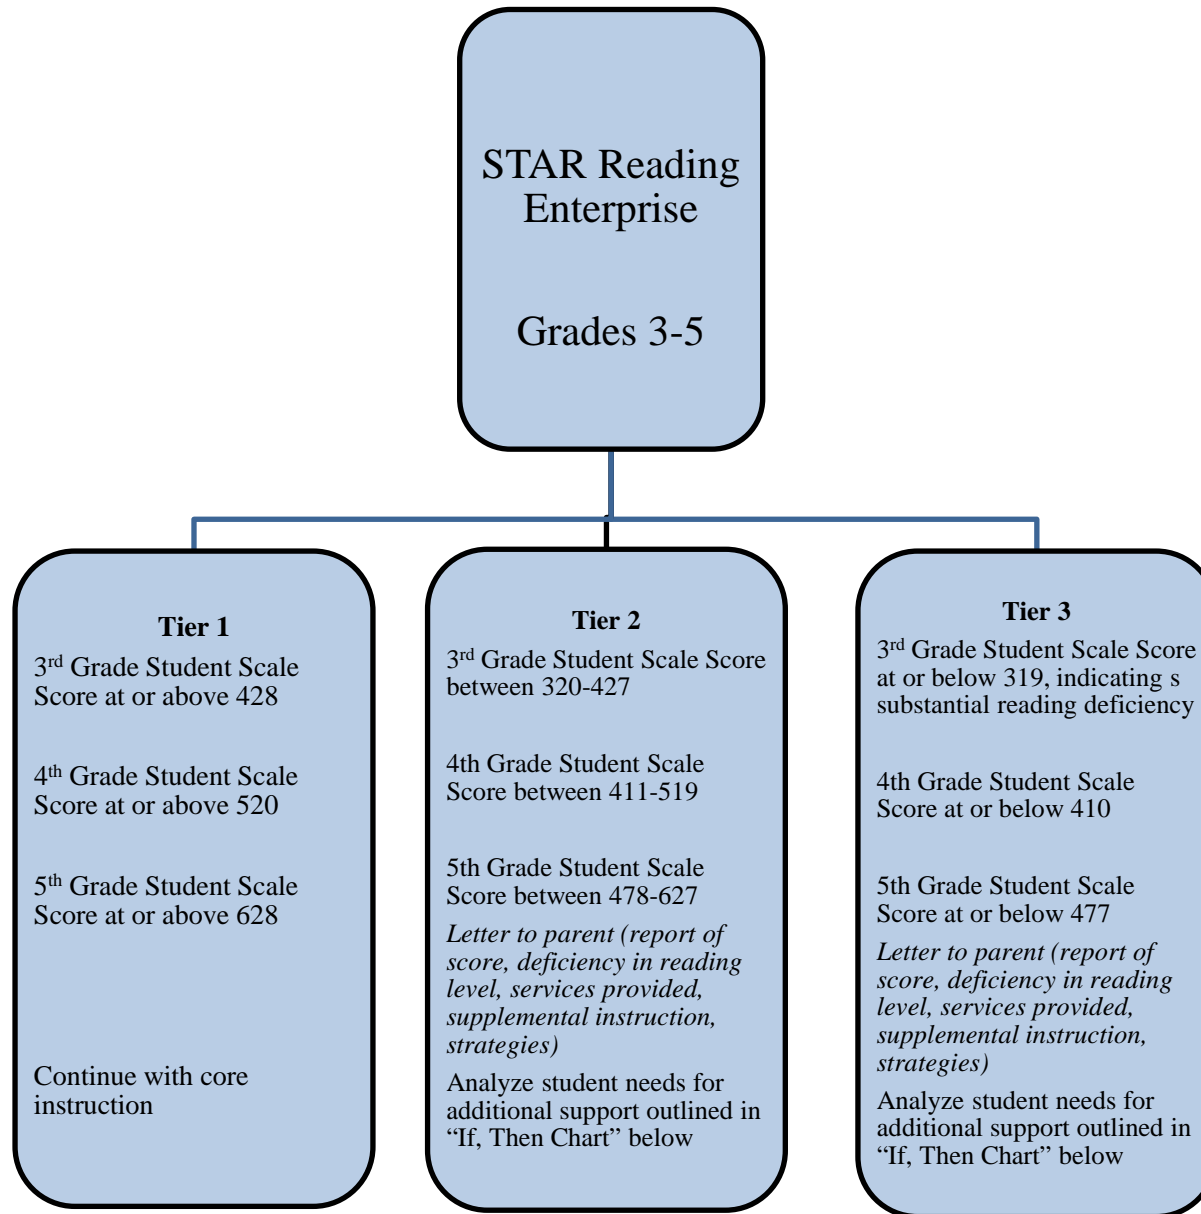 STAR Reading
Enterprise
Grades 3-5
Tier 1
3rd Grade Student Scale
Score at or above 428
4th Grade Student Scale
Score at or above 520
5th Grade Student Scale
Score at or above 628
Continue with core
instruction
Tier 2
3rd Grade Student Scale Score
between 320-427
4th Grade Student Scale
Score between 411-519
5th Grade Student Scale
Score between 478-627
Letter to parent (report of
score, deficiency in reading
level, services provided,
supplemental instruction,
strategies)
Analyze student needs for
additional support outlined in
“If, Then Chart” below
Tier 3
3rd Grade Student Scale Score
at or below 319, indicating s
substantial reading deficiency
4th Grade Student Scale
Score at or below 410
5th Grade Student Scale
Score at or below 477
Letter to parent (report of
score, deficiency in reading
level, services provided,
supplemental instruction,
strategies)
Analyze student needs for
additional support outlined in
“If, Then Chart” below